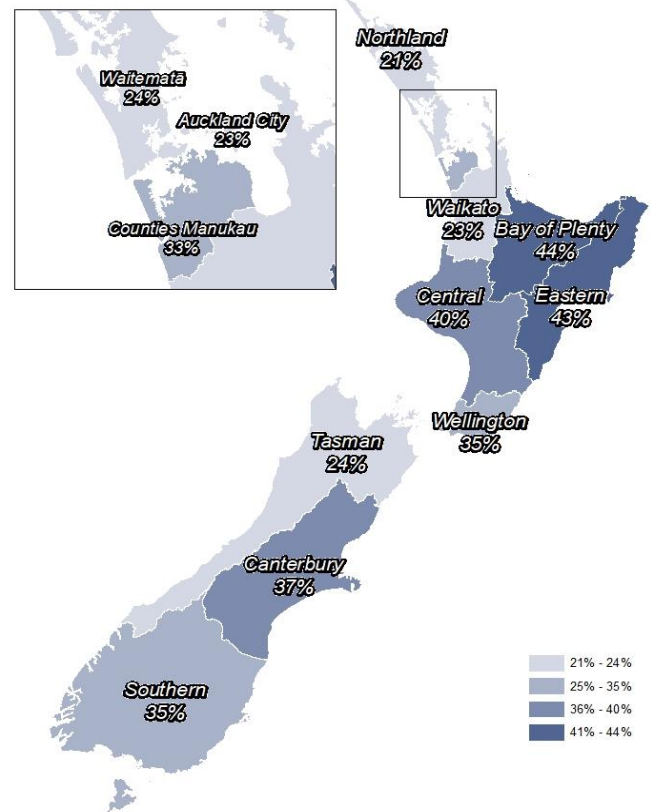 Northland
21%
Waitematā
24%
Auckland City
23%
Counties Manukau
33%
Waikato
23%
Bay of Plenty
44%
Central
40%
Eastern
43%
Wellington
35%
Tasman
24%
Canterbury
37%
Southern
35%
21% - 24%
25% - 35%
36% - 40%
41% - 44%